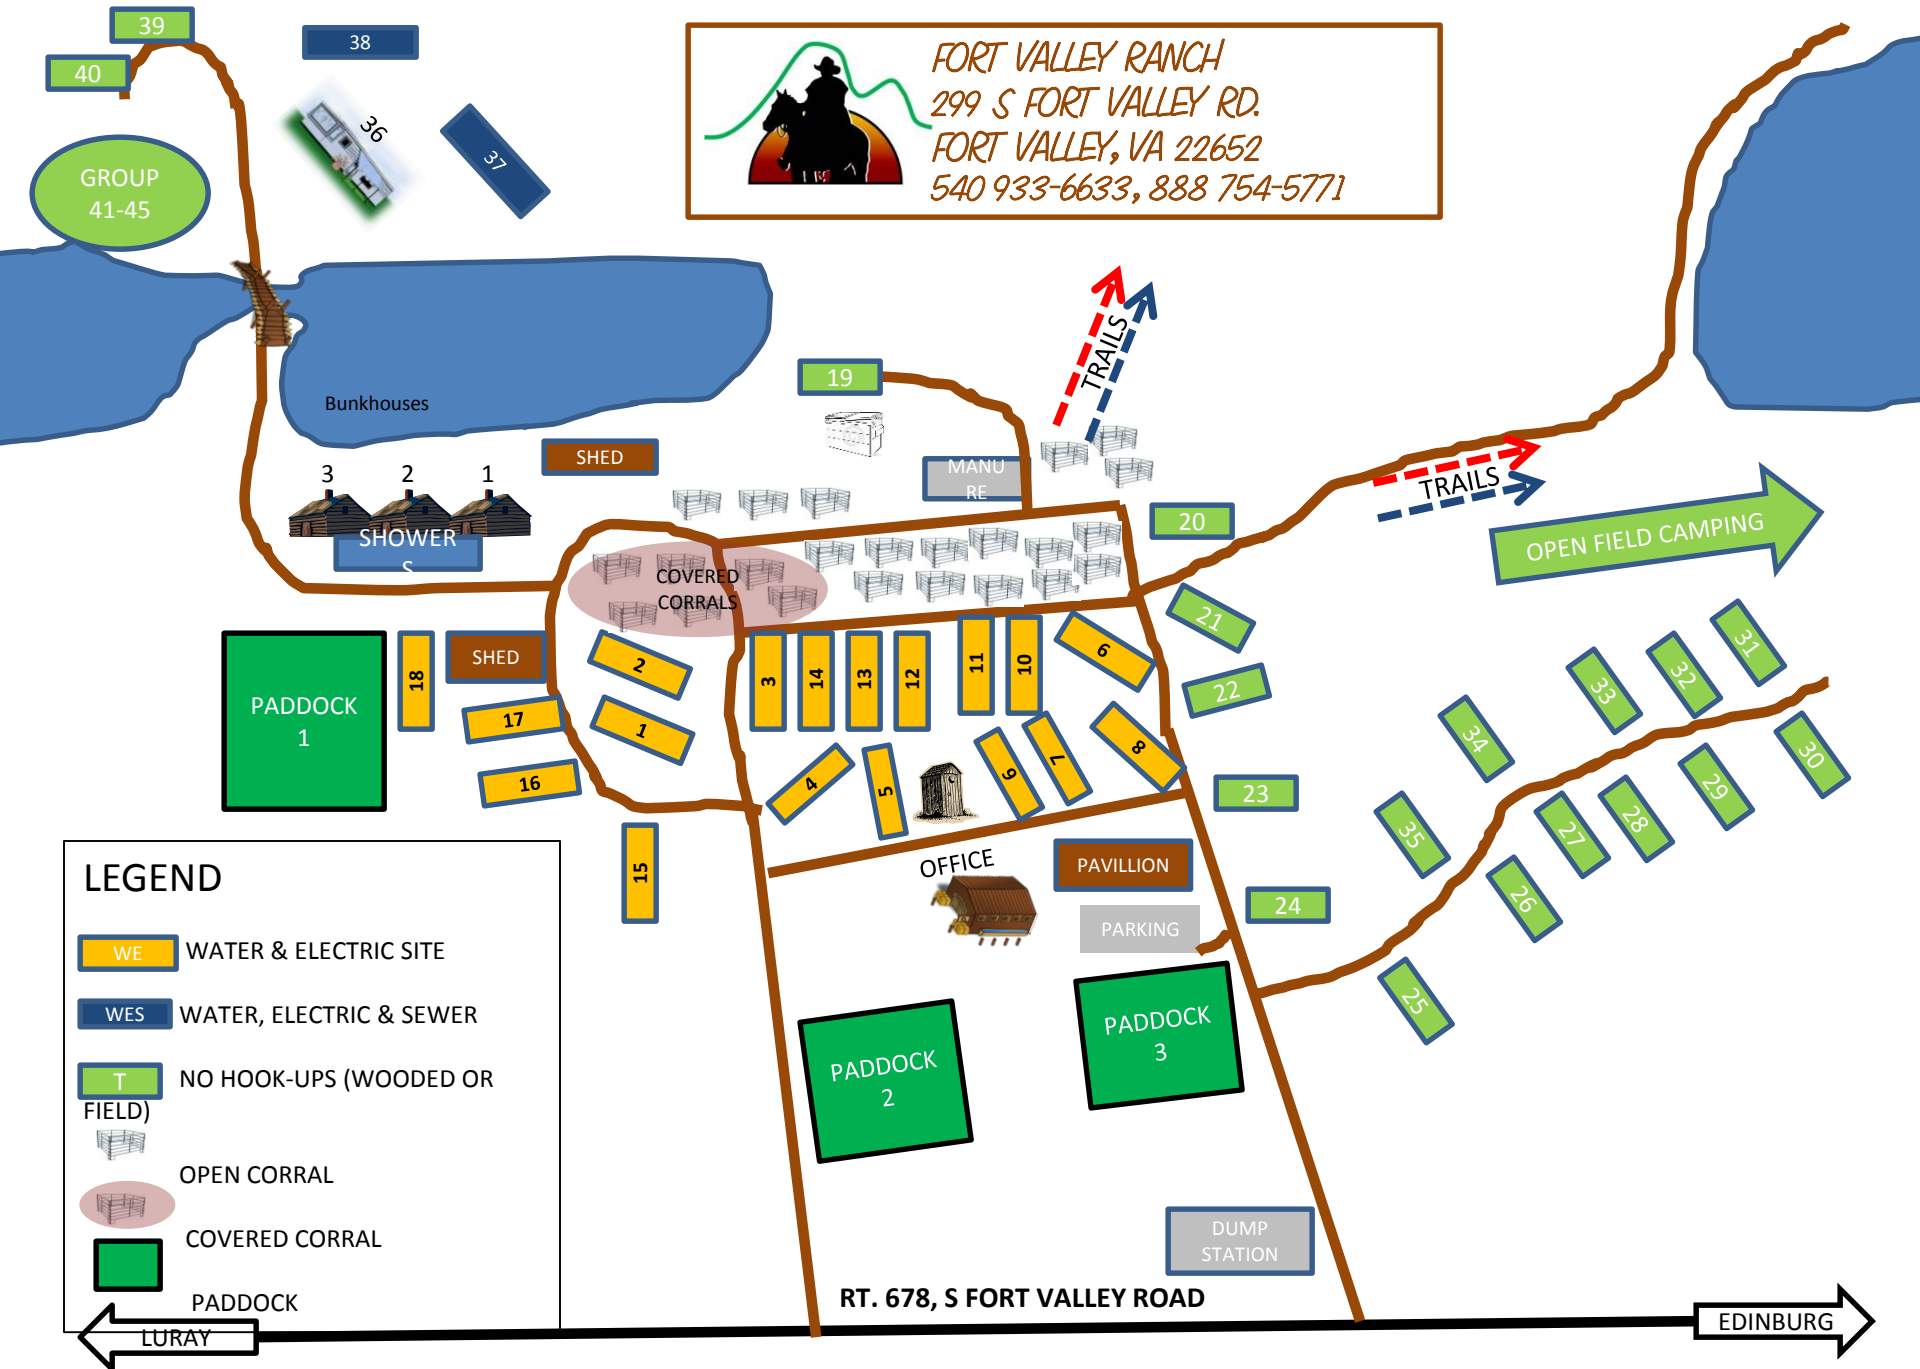 39
38
40
36
37
GROUP
41-45
FORT VALLEY RANCH
299 S FORT VALLEY RD.
FORT VALLEY, VA 22652
540 933-6633, 888 754-5771
TRAILS
19
Bunkhouses
SHED
MANU
RE
3
2
1
SHOWER
S
20
TRAILS
OPEN FIELD CAMPING
COVERED
CORRALS
21
22
18
SHED
2
3
14
13
12
11
10
6
17
1
16
4
5
9
7
8
PADDOCK
1
31
32
33
34
30
29
28
27
35
26
25
23
24
15
OFFICE
PAVILLION
PARKING
PADDOCK
2
PADDOCK
3
LEGEND
WE WATER & ELECTRIC SITE
WES WATER, ELECTRIC & SEWER
T NO HOOK-UPS (WOODED OR
FIELD)
OPEN CORRAL
COVERED CORRAL
PADDOCK
DUMP
STATION
RT. 678, S FORT VALLEY ROAD
LURAY
EDINBURG